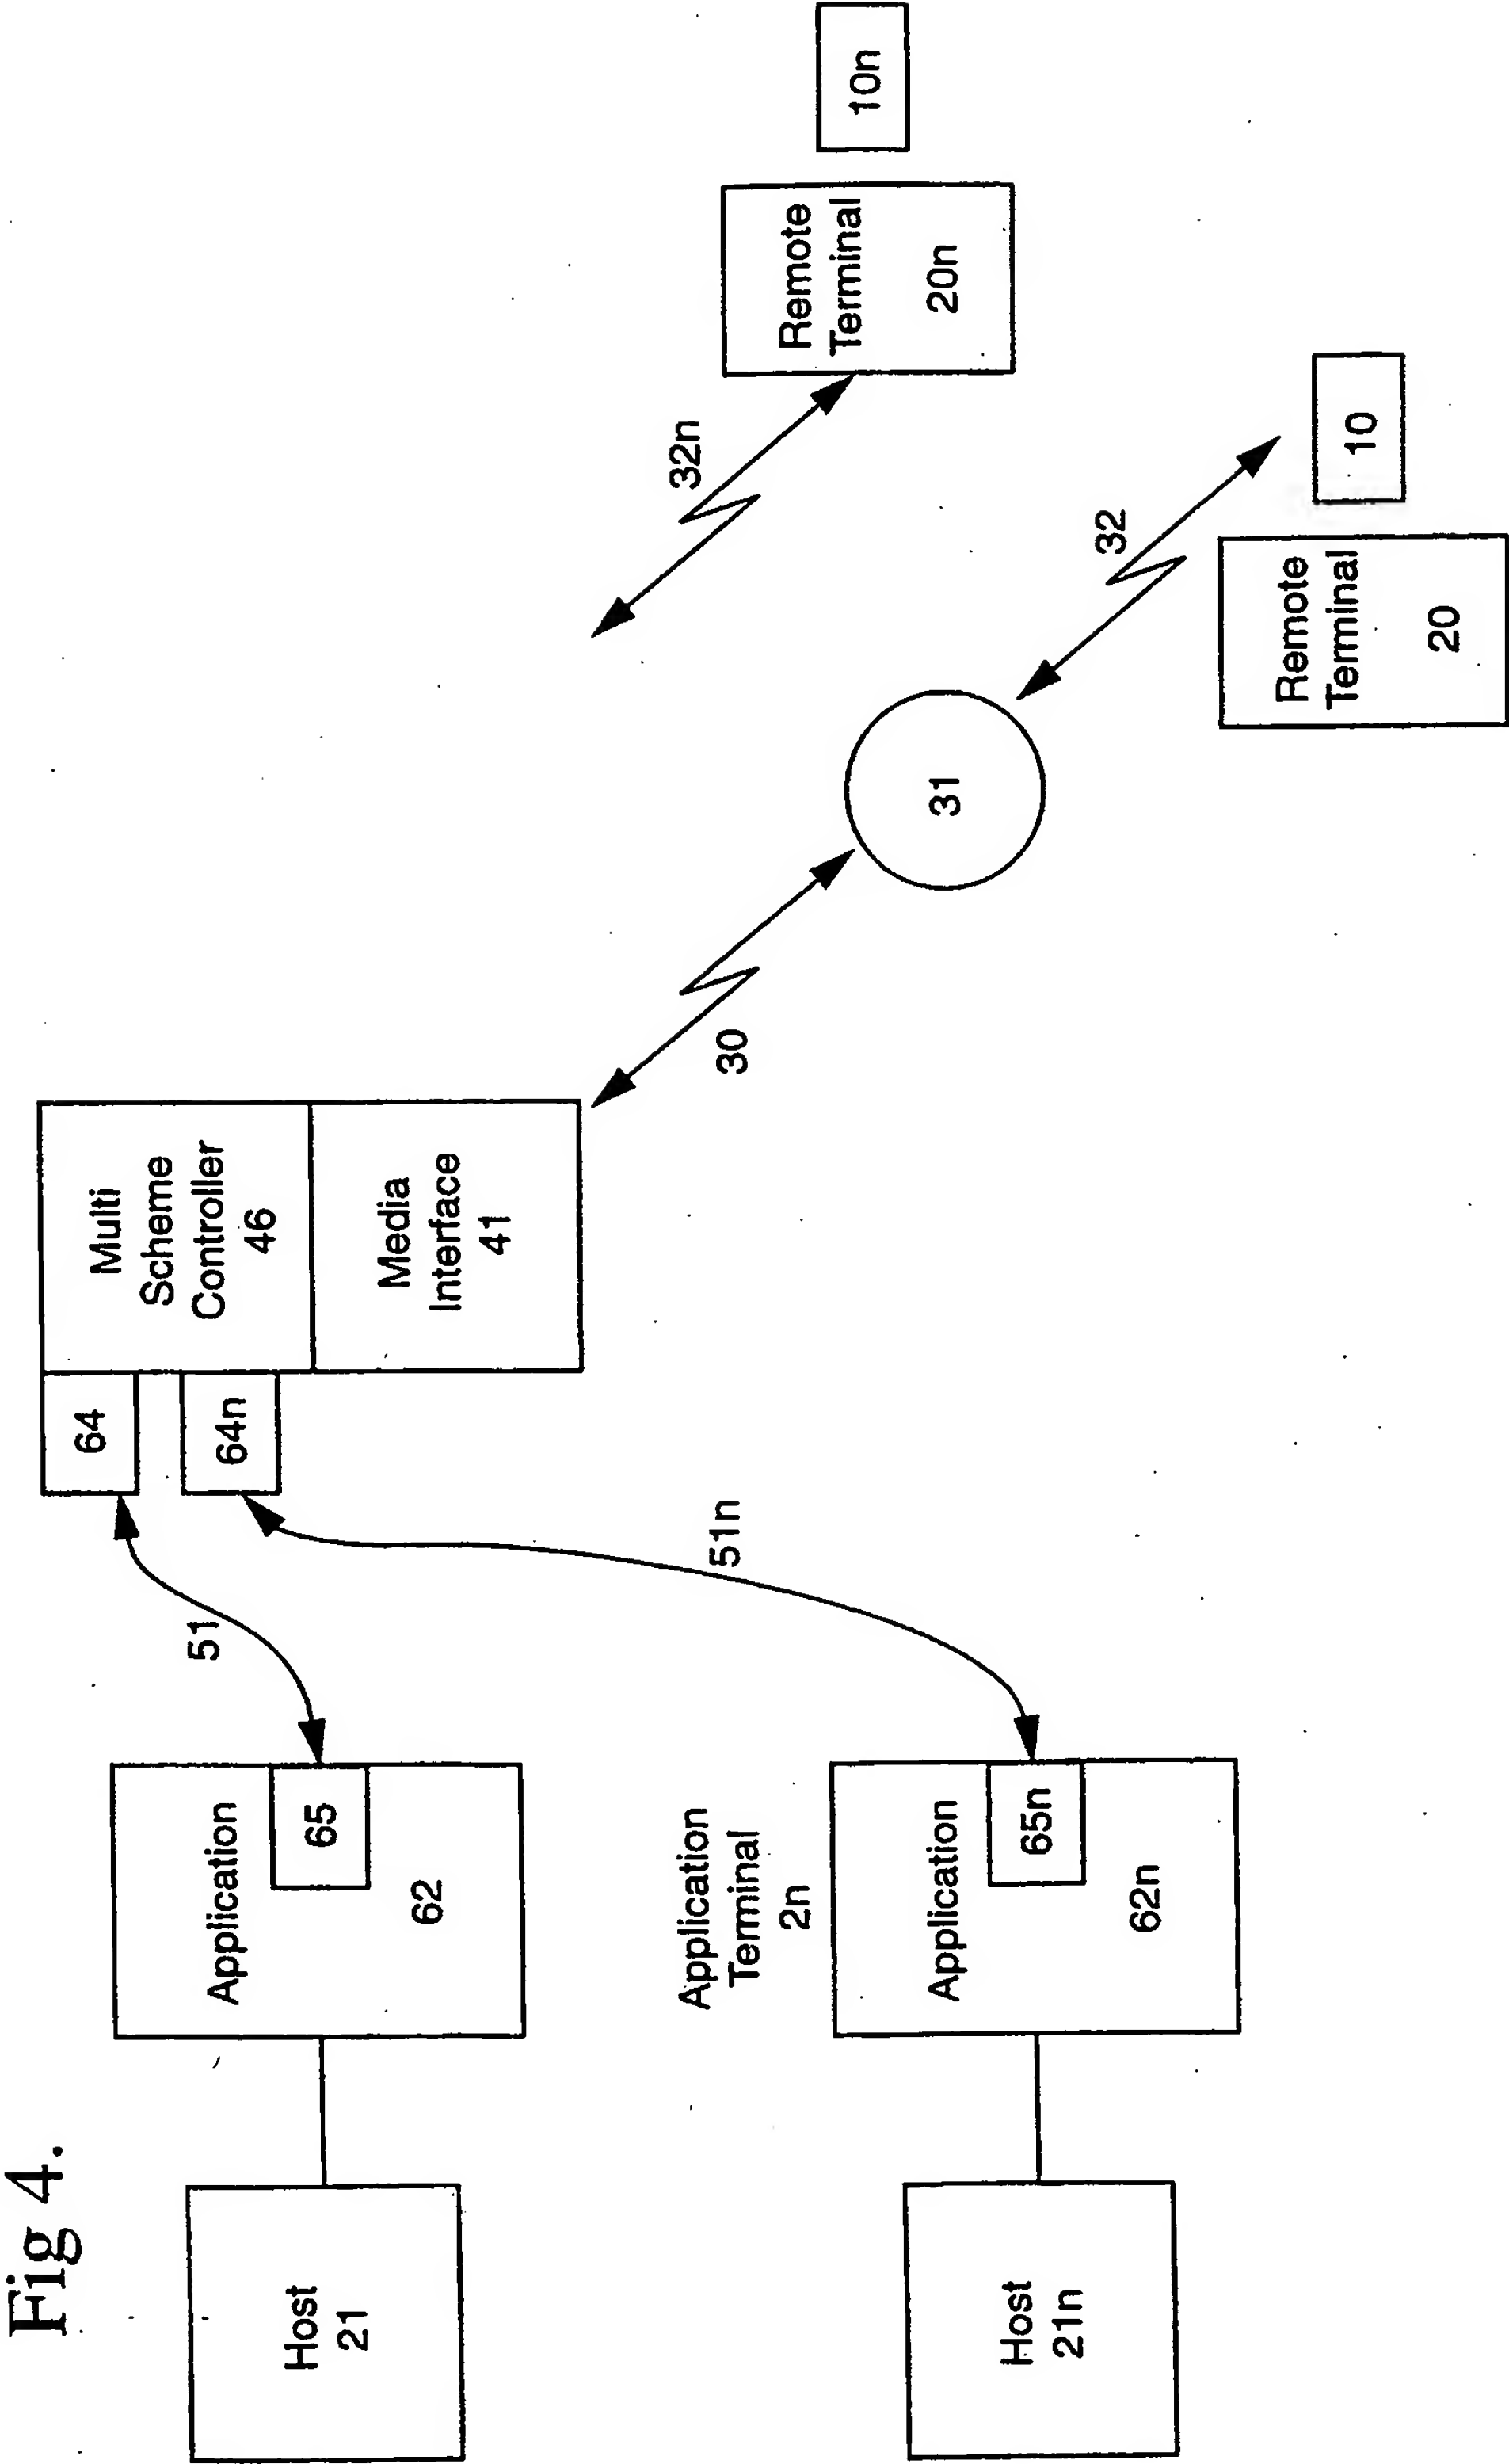 Fig 4.
Host
21
Application
65
62
51
64
64n
Multi
Scheme
Controller
46
Media
Interface
41
30
31
32n
32
Remote
Terminal
20n
10n
Remote
Terminal
20
10
Host
21n
Application
Terminal
2n
Application
65n
62n
51n